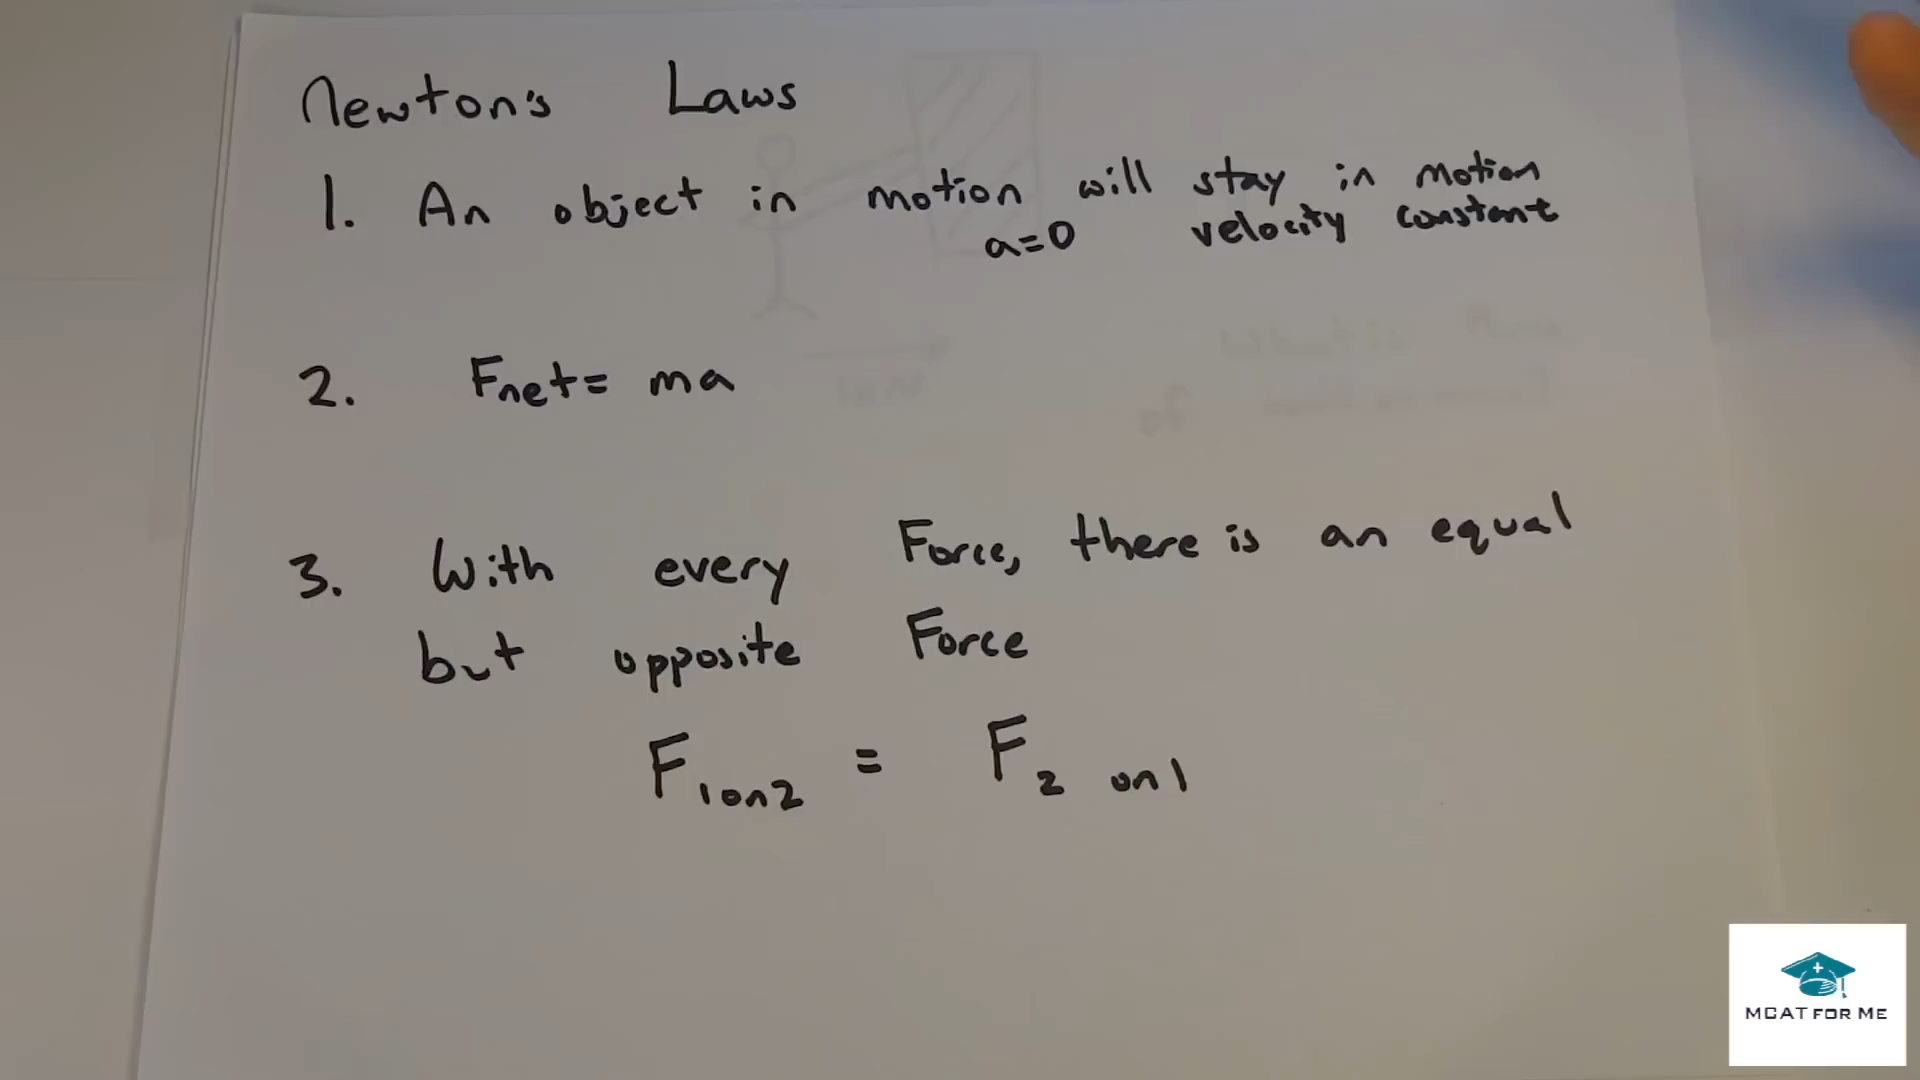 Newton's Laws
1. An object in motion will stay in motion
a=0 velocity constant
2. Fnet= ma
3. With every Force, there is an equal
but opposite Force
F1on2 = F2 on1
MCAT FOR ME